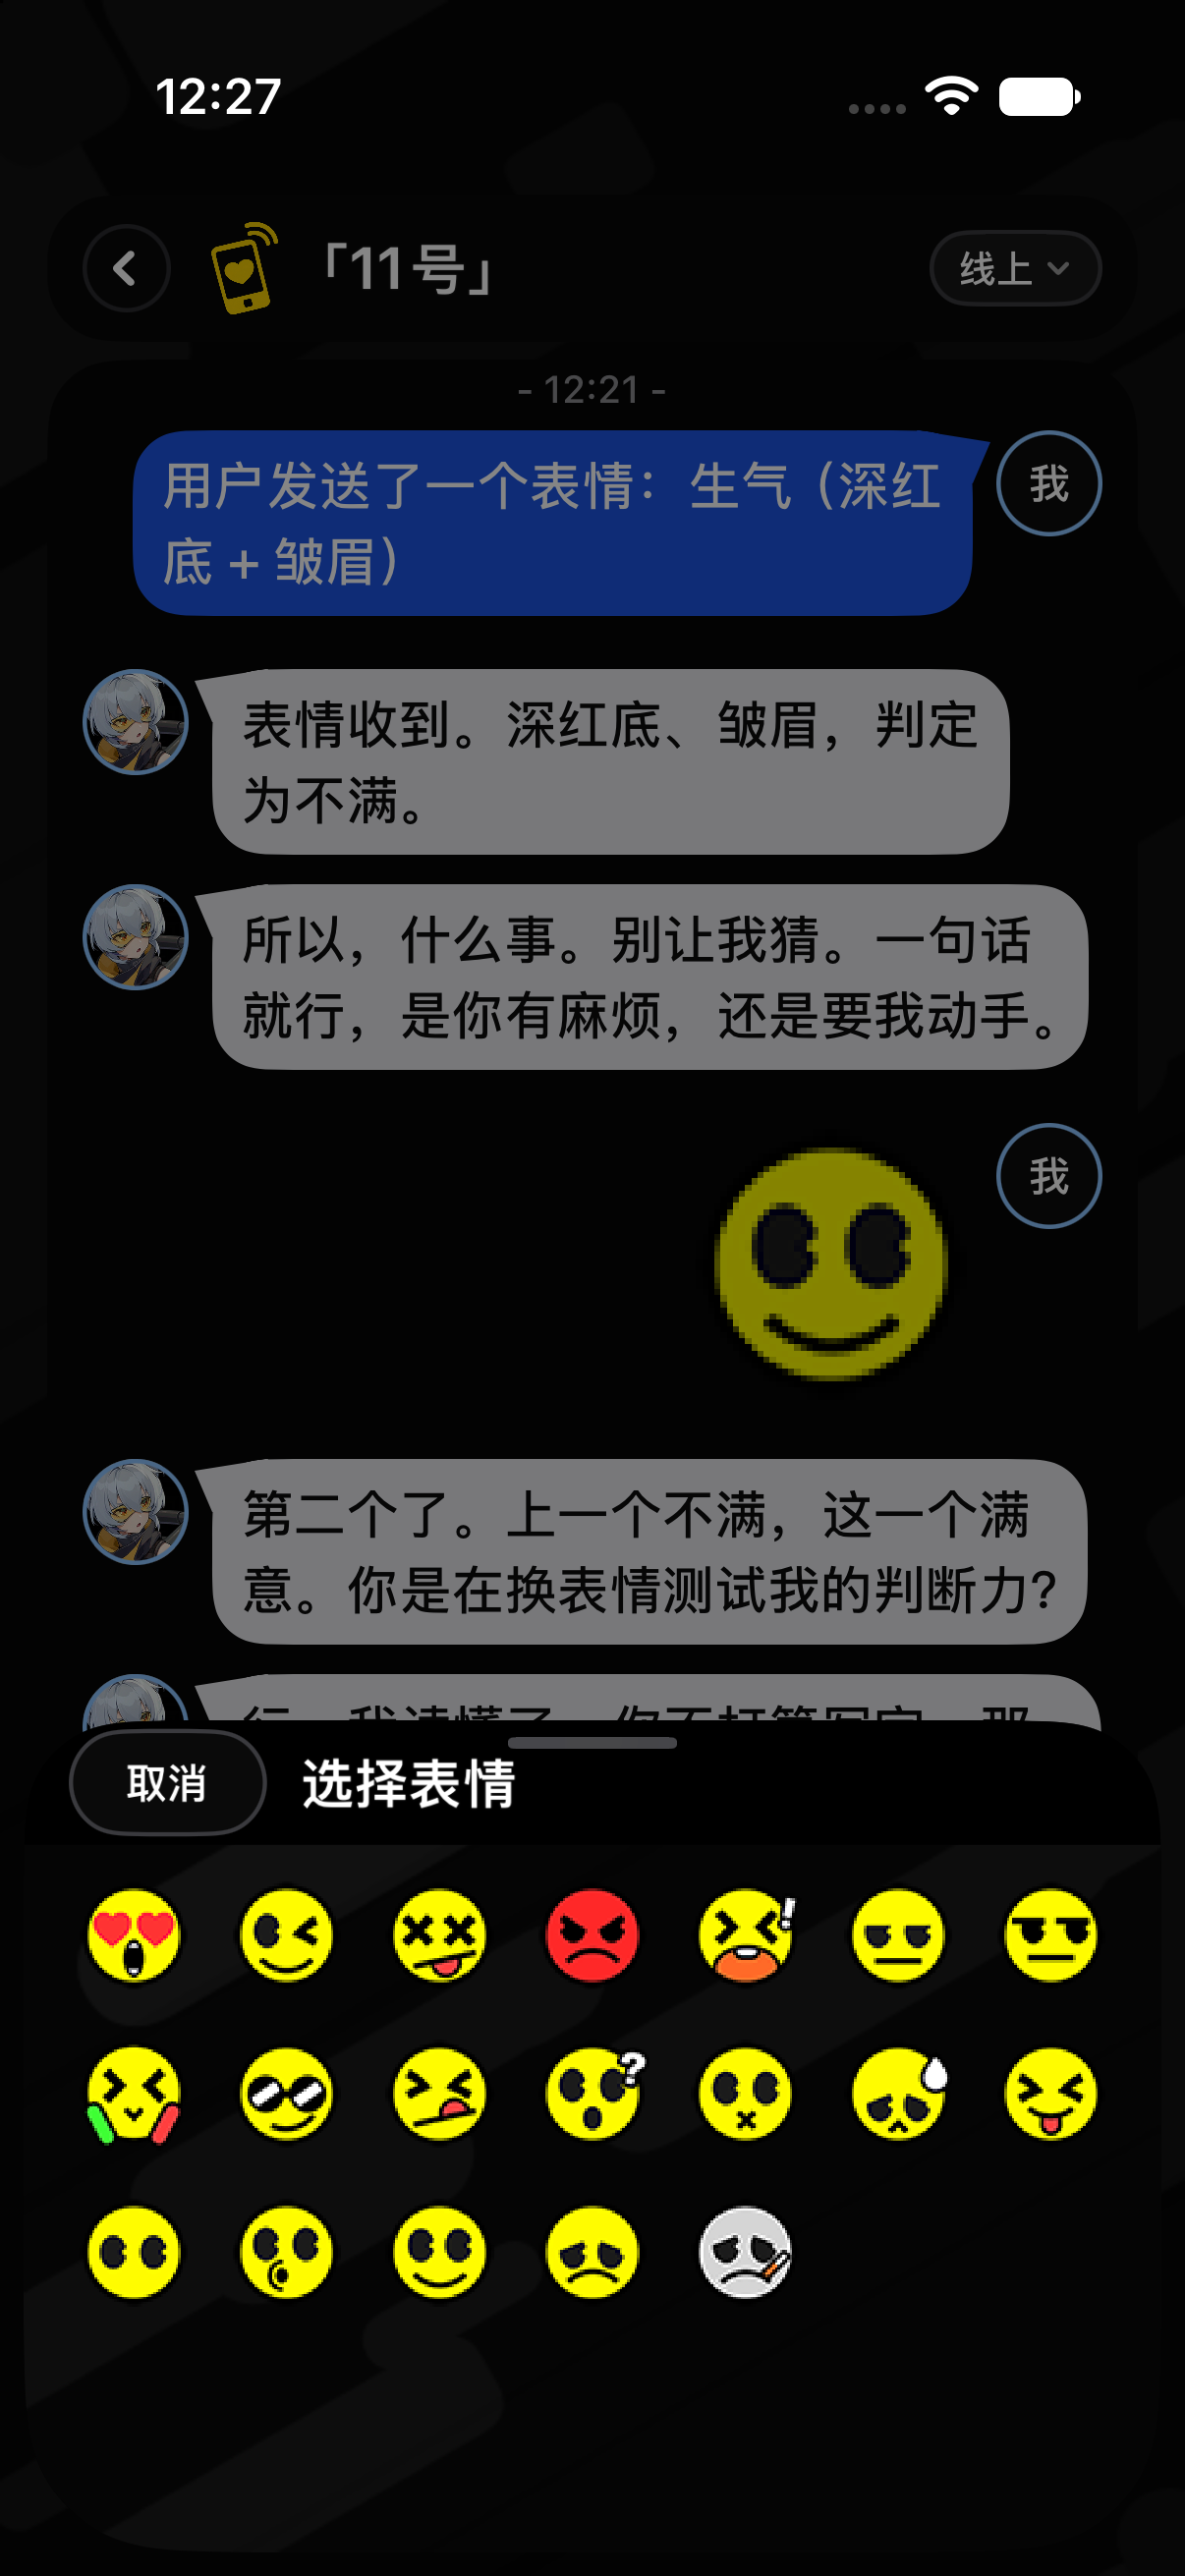 12:27
「11号」
线上
- 12:21 -
用户发送了一个表情：生气（深红
底 + 皱眉）
我
表情收到。深红底、皱眉，判定
为不满。
所以，什么事。别让我猜。一句话
就行，是你有麻烦，还是要我动手。
我
第二个了。上一个不满，这一个满
意。你是在换表情测试我的判断力?
取消
选择表情